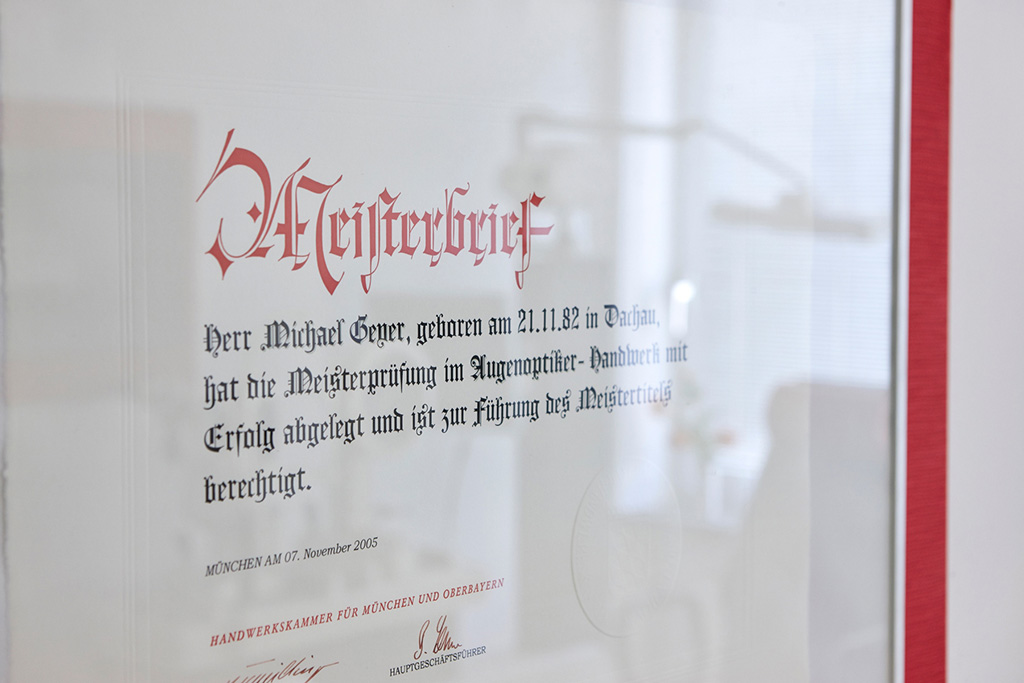 Meisterbrief
Herr Michael Geyer, geboren am 21.11.82 in Dachau,
hat die Meisterprüfung im Augenoptiker-Handwerk mit
Erfolg abgelegt und ist zur Führung des Meistertitels
berechtigt.
MÜNCHEN AM 07. November 2005
HANDWERKSKAMMER FÜR MÜNCHEN UND OBERBAYERN
HAUPTGESCHÄFTSFÜHRER